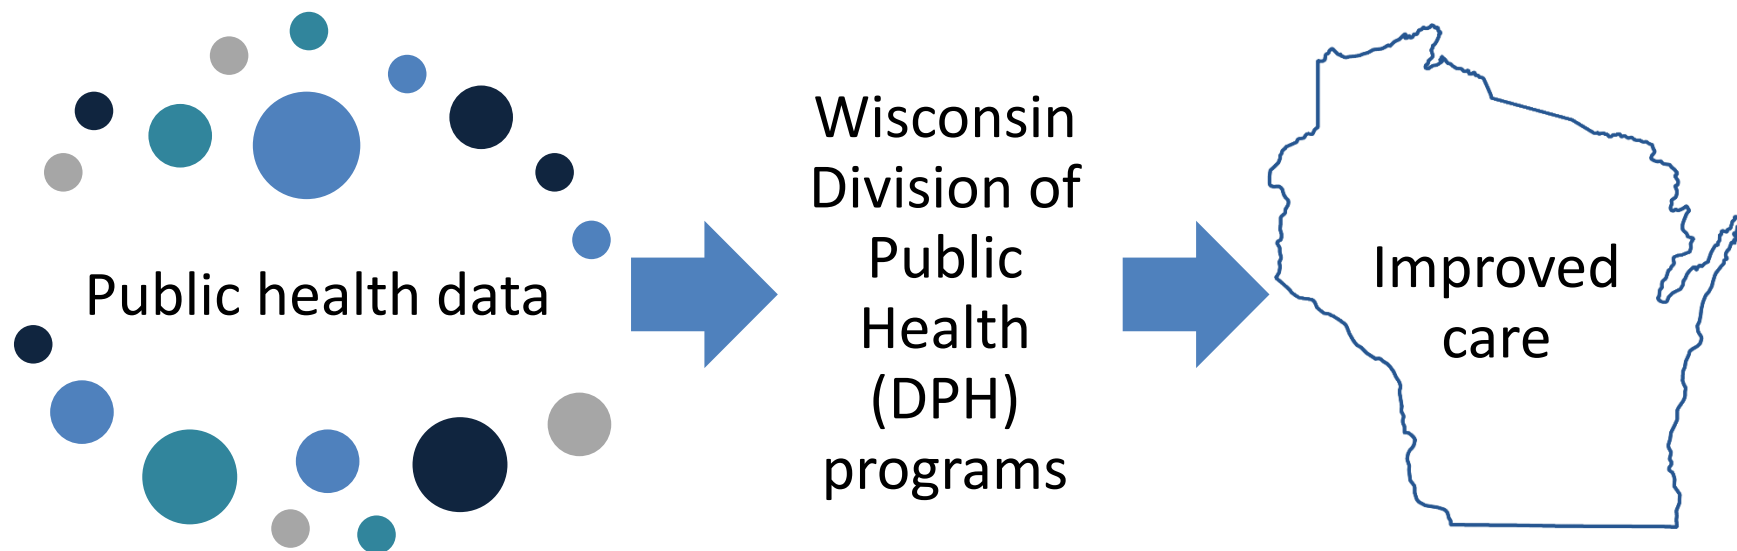 Public health data
Wisconsin
Division of
Public
Health
(DPH)
programs
Improved
care